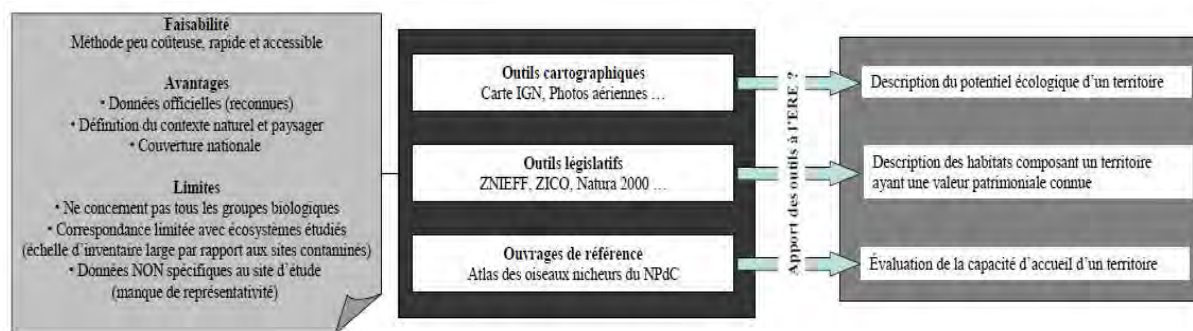 Faisabilité
Méthode peu coûteuse, rapide et accessible
Avantages
• Données officielles (reconnues)
• Définition du contexte naturel et paysager
• Couverture nationale
Limites
• Ne concernent pas tous les groupes biologiques
• Correspondance limitée avec écosystèmes étudiés
(échelle d'inventaire large par rapport aux sites contaminés)
• Données NON spécifiques au site d'étude
(manque de représentativité)
Outils cartographiques
Carte IGN, Photos aériennes ...
Outils législatifs
ZNIEFF, ZICO, Natura 2000 ...
Ouvrages de référence
Atlas des oiseaux nicheurs du NPdC
Apport des outils à l'ERE ?
Description du potentiel écologique d'un territoire
Description des habitats composant un territoire
ayant une valeur patrimoniale connue
Évaluation de la capacité d'accueil d'un territoire